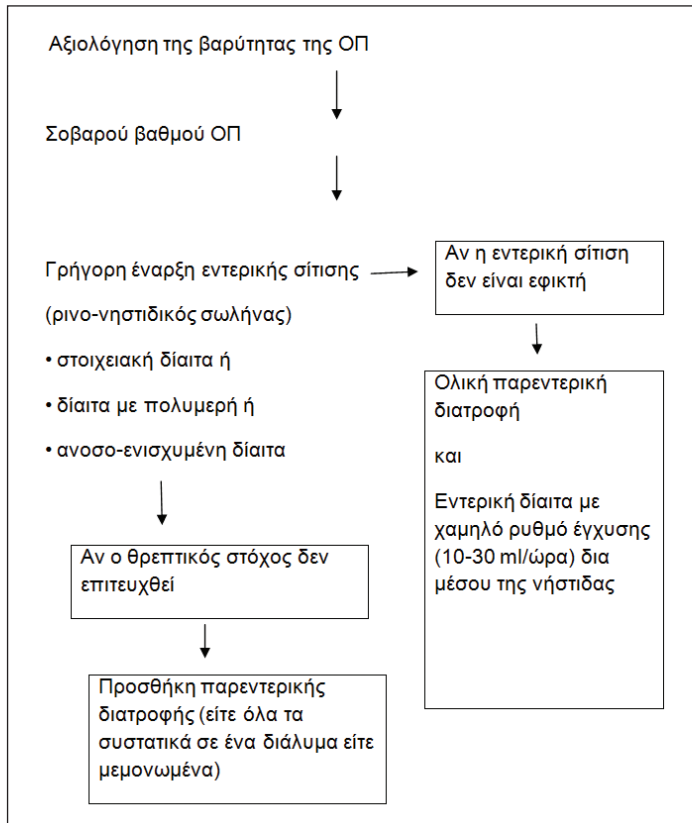 Αξιολόγηση της βαρύτητας της ΟΠ
Σοβαρού βαθμού ΟΠ
Γρήγορη έναρξη εντερικής σίτισης
(ρινο-νηστιδικός σωλήνας)
• στοιχειακή δίαιτα ή
• δίαιτα με πολυμερή ή
• ανοσο-ενισχυμένη δίαιτα
Αν η εντερική σίτιση
δεν είναι εφικτή
Ολική παρεντερική
διατροφή
και
Εντερική δίαιτα με
χαμηλό ρυθμό έγχυσης
(10-30 ml/ώρα) δια
μέσου της νήστιδας
Αν ο θρεπτικός στόχος δεν
επιτευχθεί
Προσθήκη παρεντερικής
διατροφής (είτε όλα τα
συστατικά σε ένα διάλυμα είτε
μεμονωμένα)